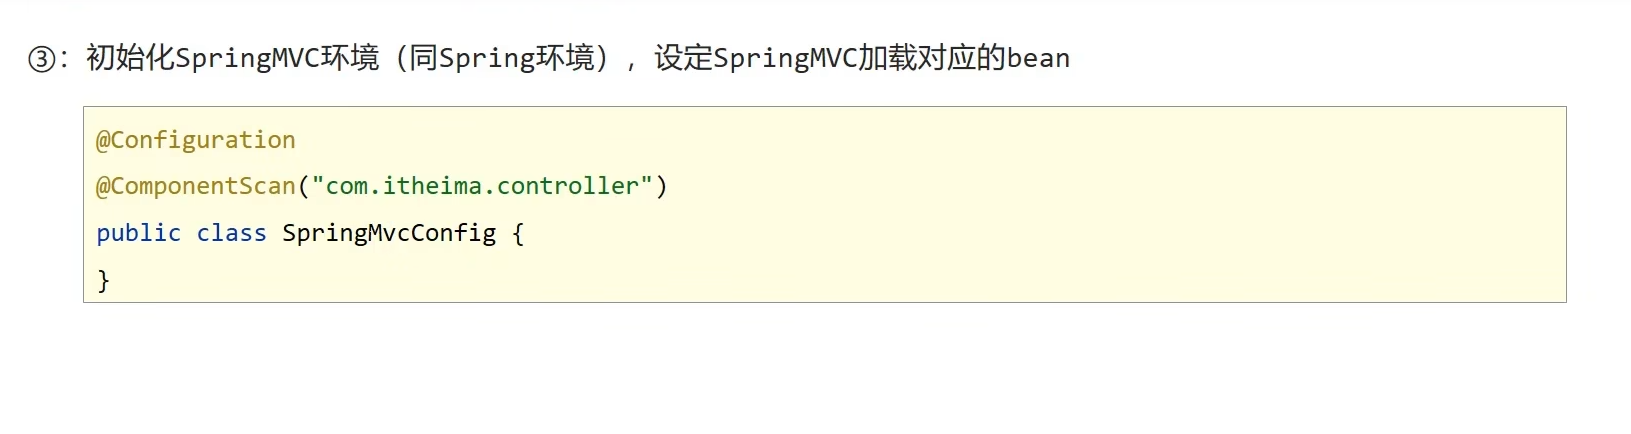 ③：初始化SpringMVC环境（同Spring环境），设定SpringMVC加载对应的bean
@Configuration
@ComponentScan("com.itheima.controller")
public class SpringMvcConfig {
}